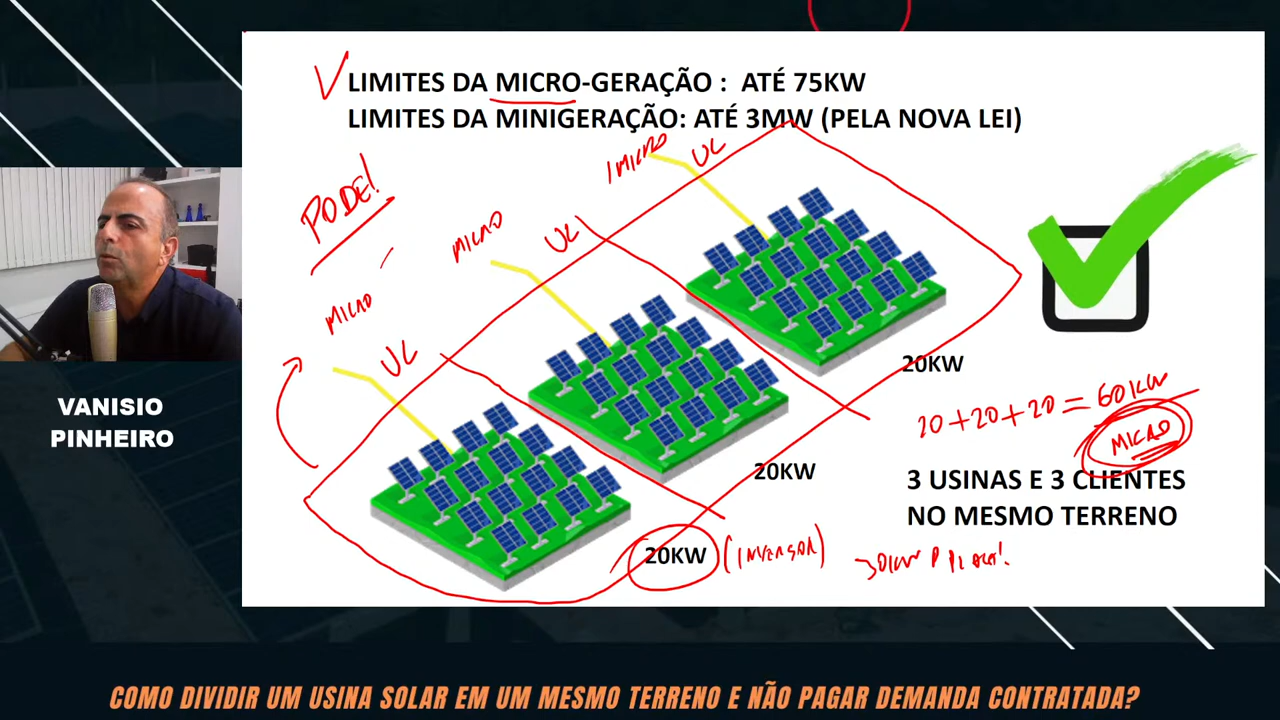 LIMITES DA MICRO-GERAÇÃO : ATÉ 75KW
LIMITES DA MINIGERAÇÃO: ATÉ 3MW (PELA NOVA LEI)
PODE!
1MICRO
UC
MICRO
UC
MICRO
UC
20KW
20KW
20KW
(INVERSOR)
20+20+20=60KW
MICRO
3 USINAS E 3 CLIENTES
NO MESMO TERRENO
VANISIO
PINHEIRO
COMO DIVIDIR UM USINA SOLAR EM UM MESMO TERRENO E NÃO PAGAR DEMANDA CONTRATADA?